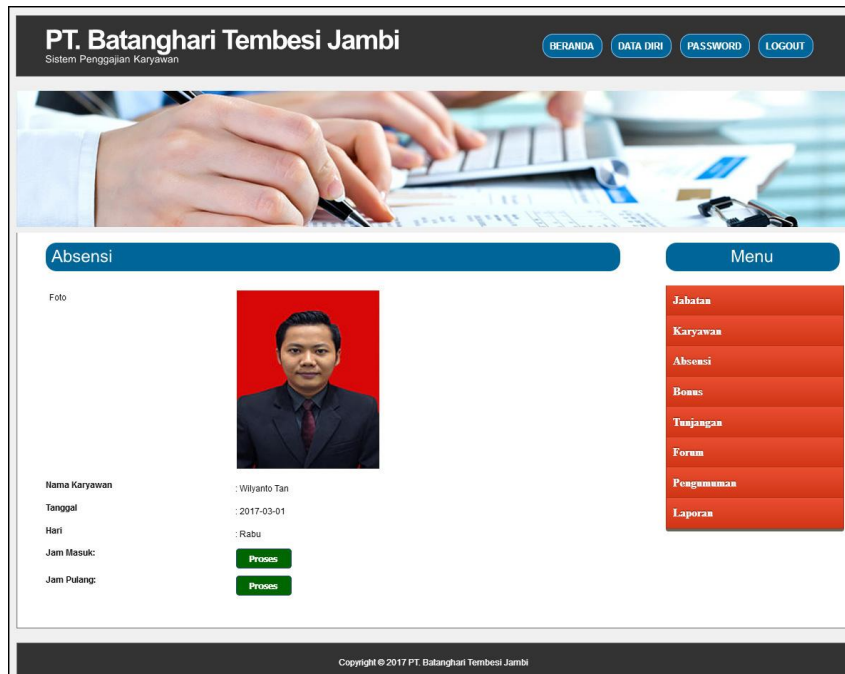 PT. Batanghari Tembesi Jambi
Sistem Penggajian Karyawan
BERANDA DATA DIRI PASSWORD LOGOUT
Absensi
Foto
Nama Karyawan : Wilyanto Tan
Tanggal : 2017-03-01
Hari : Rabu
Jam Masuk: Proses
Jam Pulang: Proses
Menu
Jabatan
Karyawan
Absensi
Bonus
Tunjangan
Forum
Pengumuman
Laporan
Copyright © 2017 PT. Batanghari Tembesi Jambi